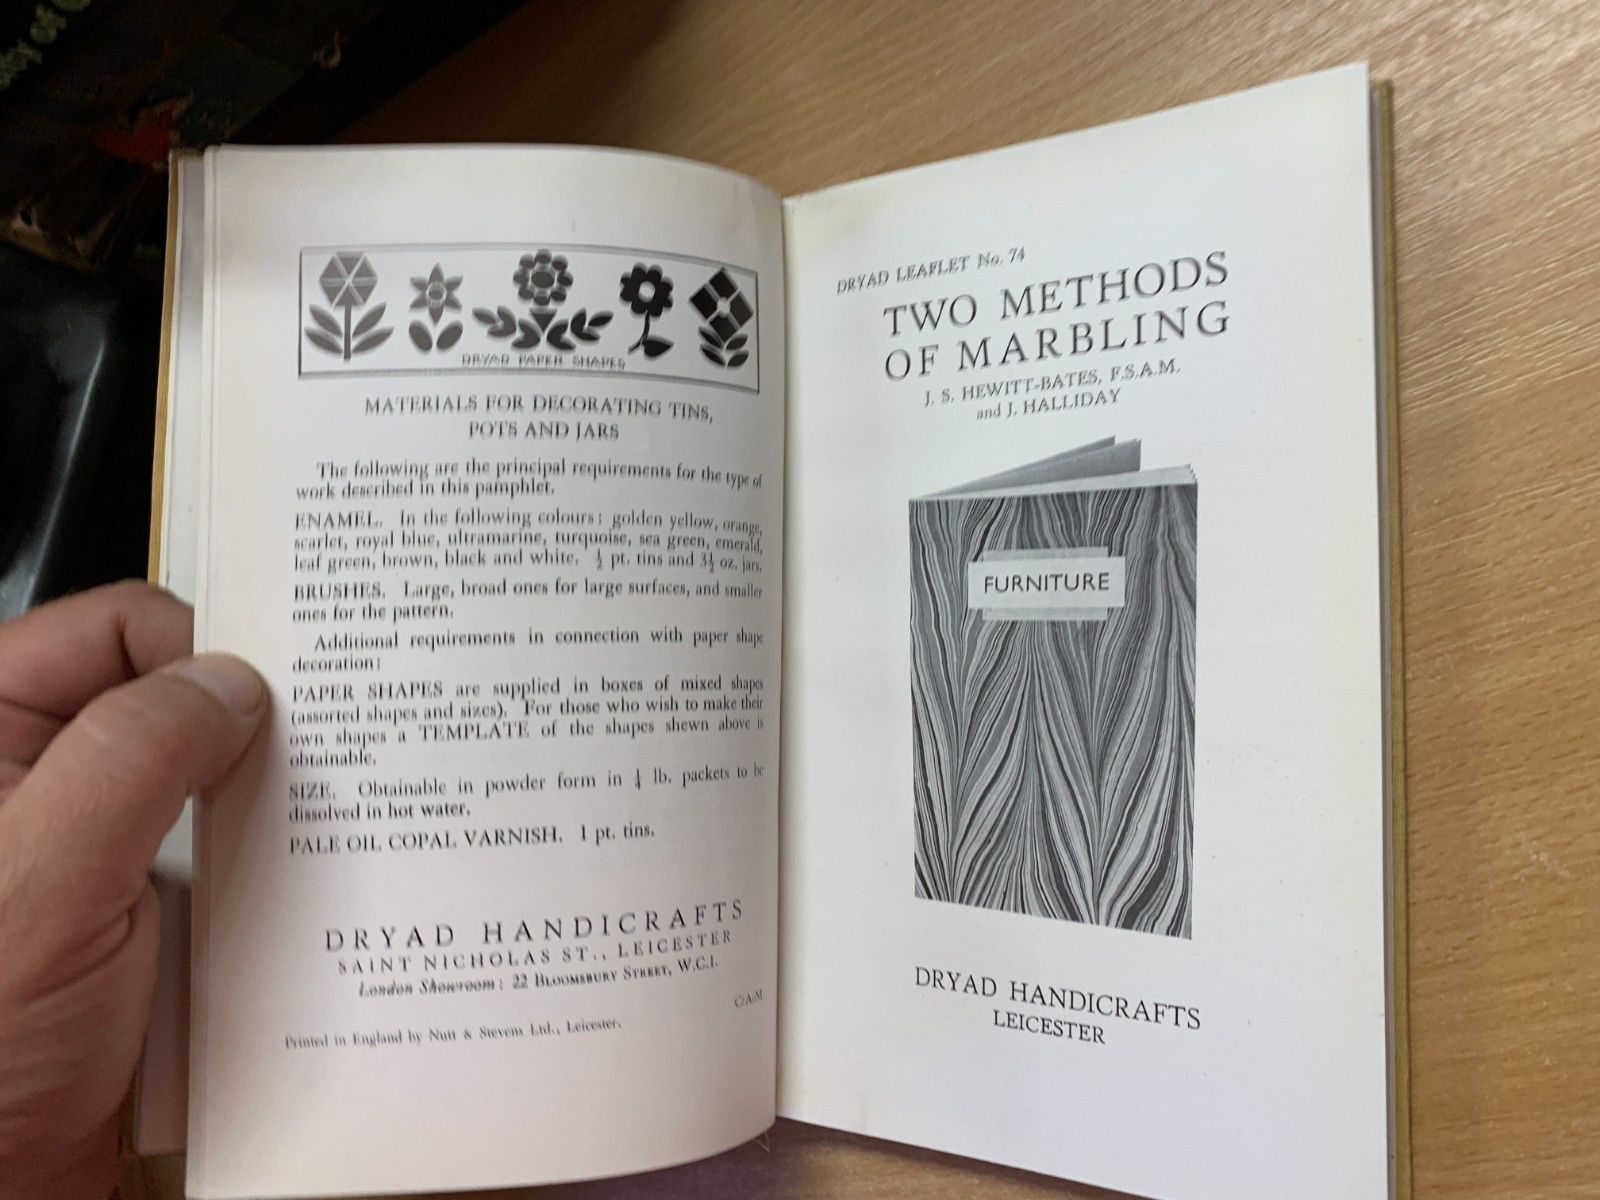 DRYAD PAPER SHAPES
MATERIALS FOR DECORATING TINS,
POTS AND JARS
The following are the principal requirements for the type of
work described in this pamphlet.
ENAMEL. In the following colours: golden yellow, orange,
scarlet, royal blue, ultramarine, turquoise, sea green, emerald,
leaf green, brown, black and white. ½ pt. tins and 3½ oz. jars.
BRUSHES. Large, broad ones for large surfaces, and smaller
ones for the pattern.
Additional requirements in connection with paper shape
decoration:
PAPER SHAPES are supplied in boxes of mixed shapes
(assorted shapes and sizes). For those who wish to make their
own shapes a TEMPLATE of the shapes shewn above is
obtainable.
SIZE. Obtainable in powder form in ¼ lb. packets to be
dissolved in hot water.
PALE OIL COPAL VARNISH. 1 pt. tins.
DRYAD HANDICRAFTS
SAINT NICHOLAS ST., LEICESTER
London Showroom: 22 BLOOMSBURY STREET, W.C.1.
C/A/M
Printed in England by Nutt & Stevens Ltd., Leicester.
DRYAD LEAFLET No. 74
TWO METHODS
OF MARBLING
J. S. HEWITT-BATES, F.S.A.M.
and J. HALLIDAY
FURNITURE
DRYAD HANDICRAFTS
LEICESTER